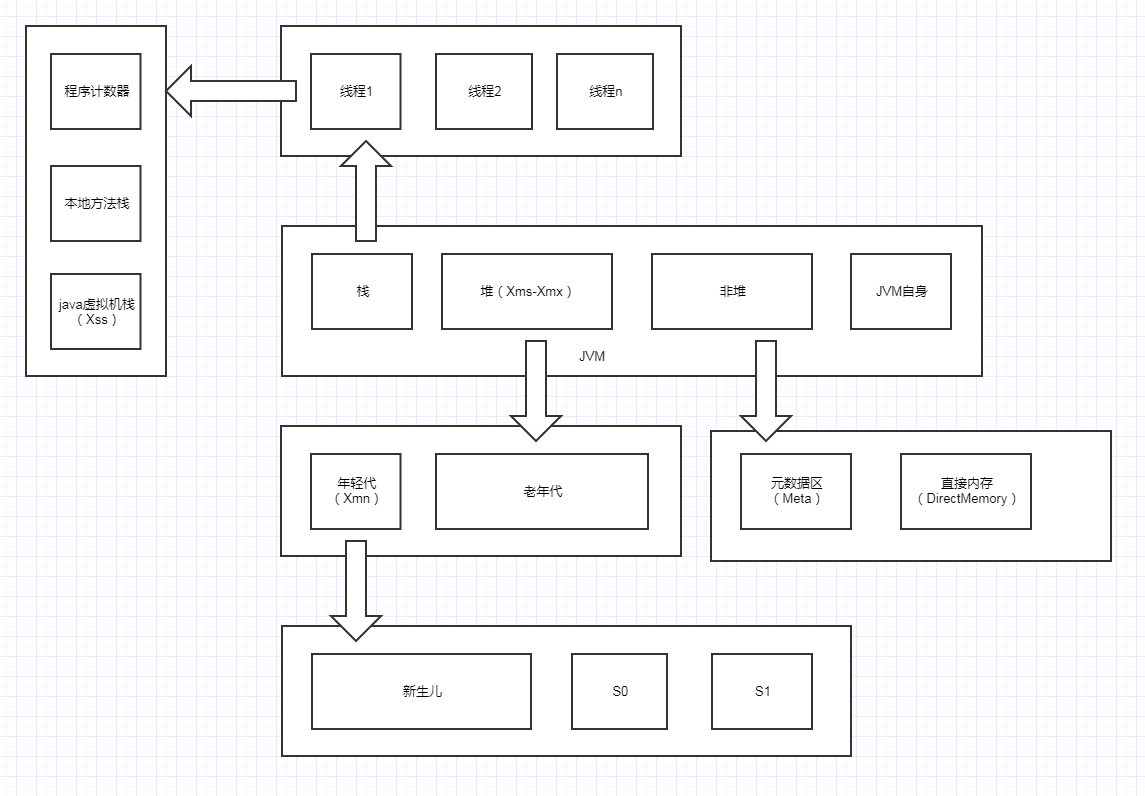 程序计数器
线程1
线程2
线程n
本地方法栈
java虚拟机栈
（Xss）
栈
堆（Xms-Xmx）
非堆
JVM自身
JVM
年轻代
（Xmn）
老年代
元数据区
（Meta）
直接内存
（DirectMemory）
新生儿
S0
S1